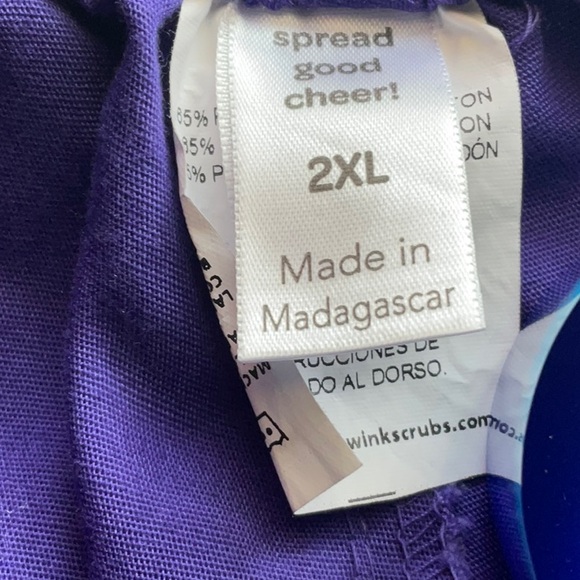 spread
good
cheer!
2XL
Made in
Madagascar
65%
35%
5% P
ON
ON
DÓN
RUCCIONES DE
DO AL DORSO.
winkscrubs.com